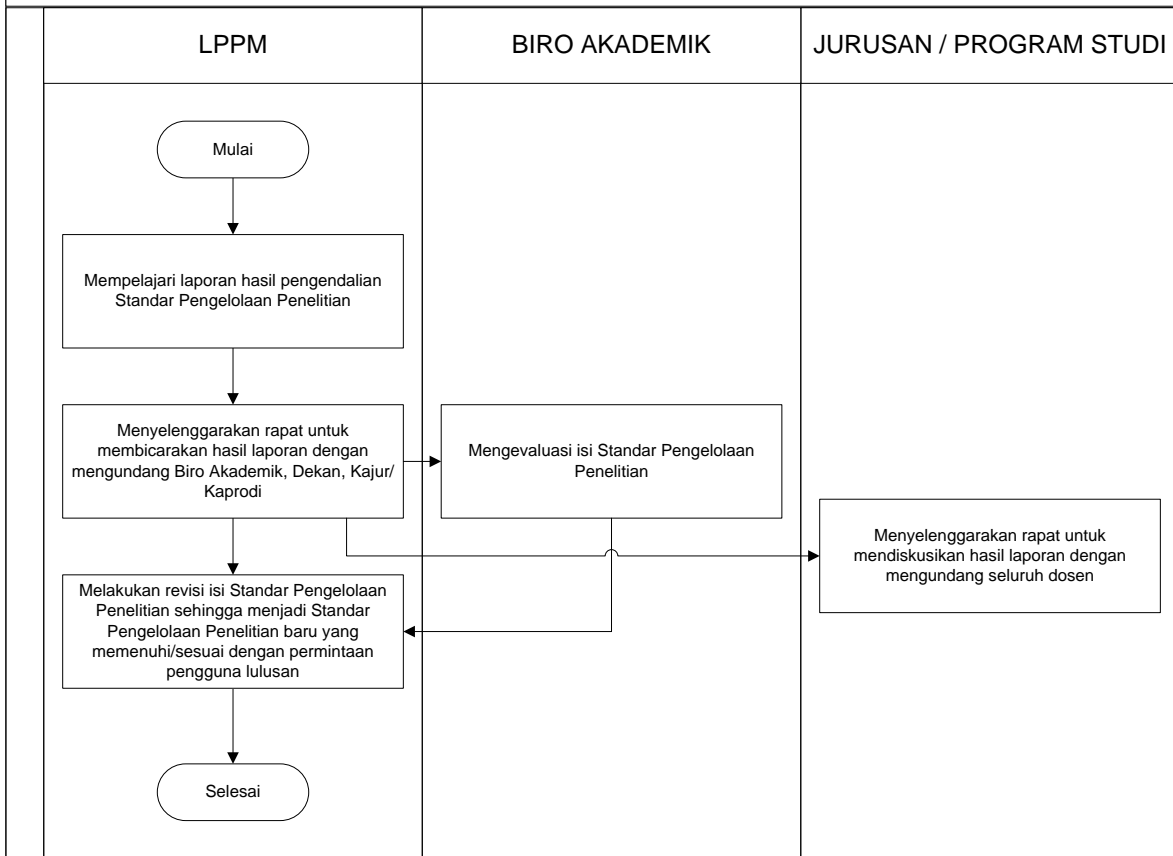 LPPM
BIRO AKADEMIK
JURUSAN / PROGRAM STUDI
Mulai
Mempelajari laporan hasil pengendalian
Standar Pengelolaan Penelitian
Menyelenggarakan rapat untuk
membicarakan hasil laporan dengan
mengundang Biro Akademik, Dekan, Kajur/
Kaprodi
Mengevaluasi isi Standar Pengelolaan
Penelitian
Menyelenggarakan rapat untuk
mendiskusikan hasil laporan dengan
mengundang seluruh dosen
Melakukan revisi isi Standar Pengelolaan
Penelitian sehingga menjadi Standar
Pengelolaan Penelitian baru yang
memenuhi/sesuai dengan permintaan
pengguna lulusan
Selesai